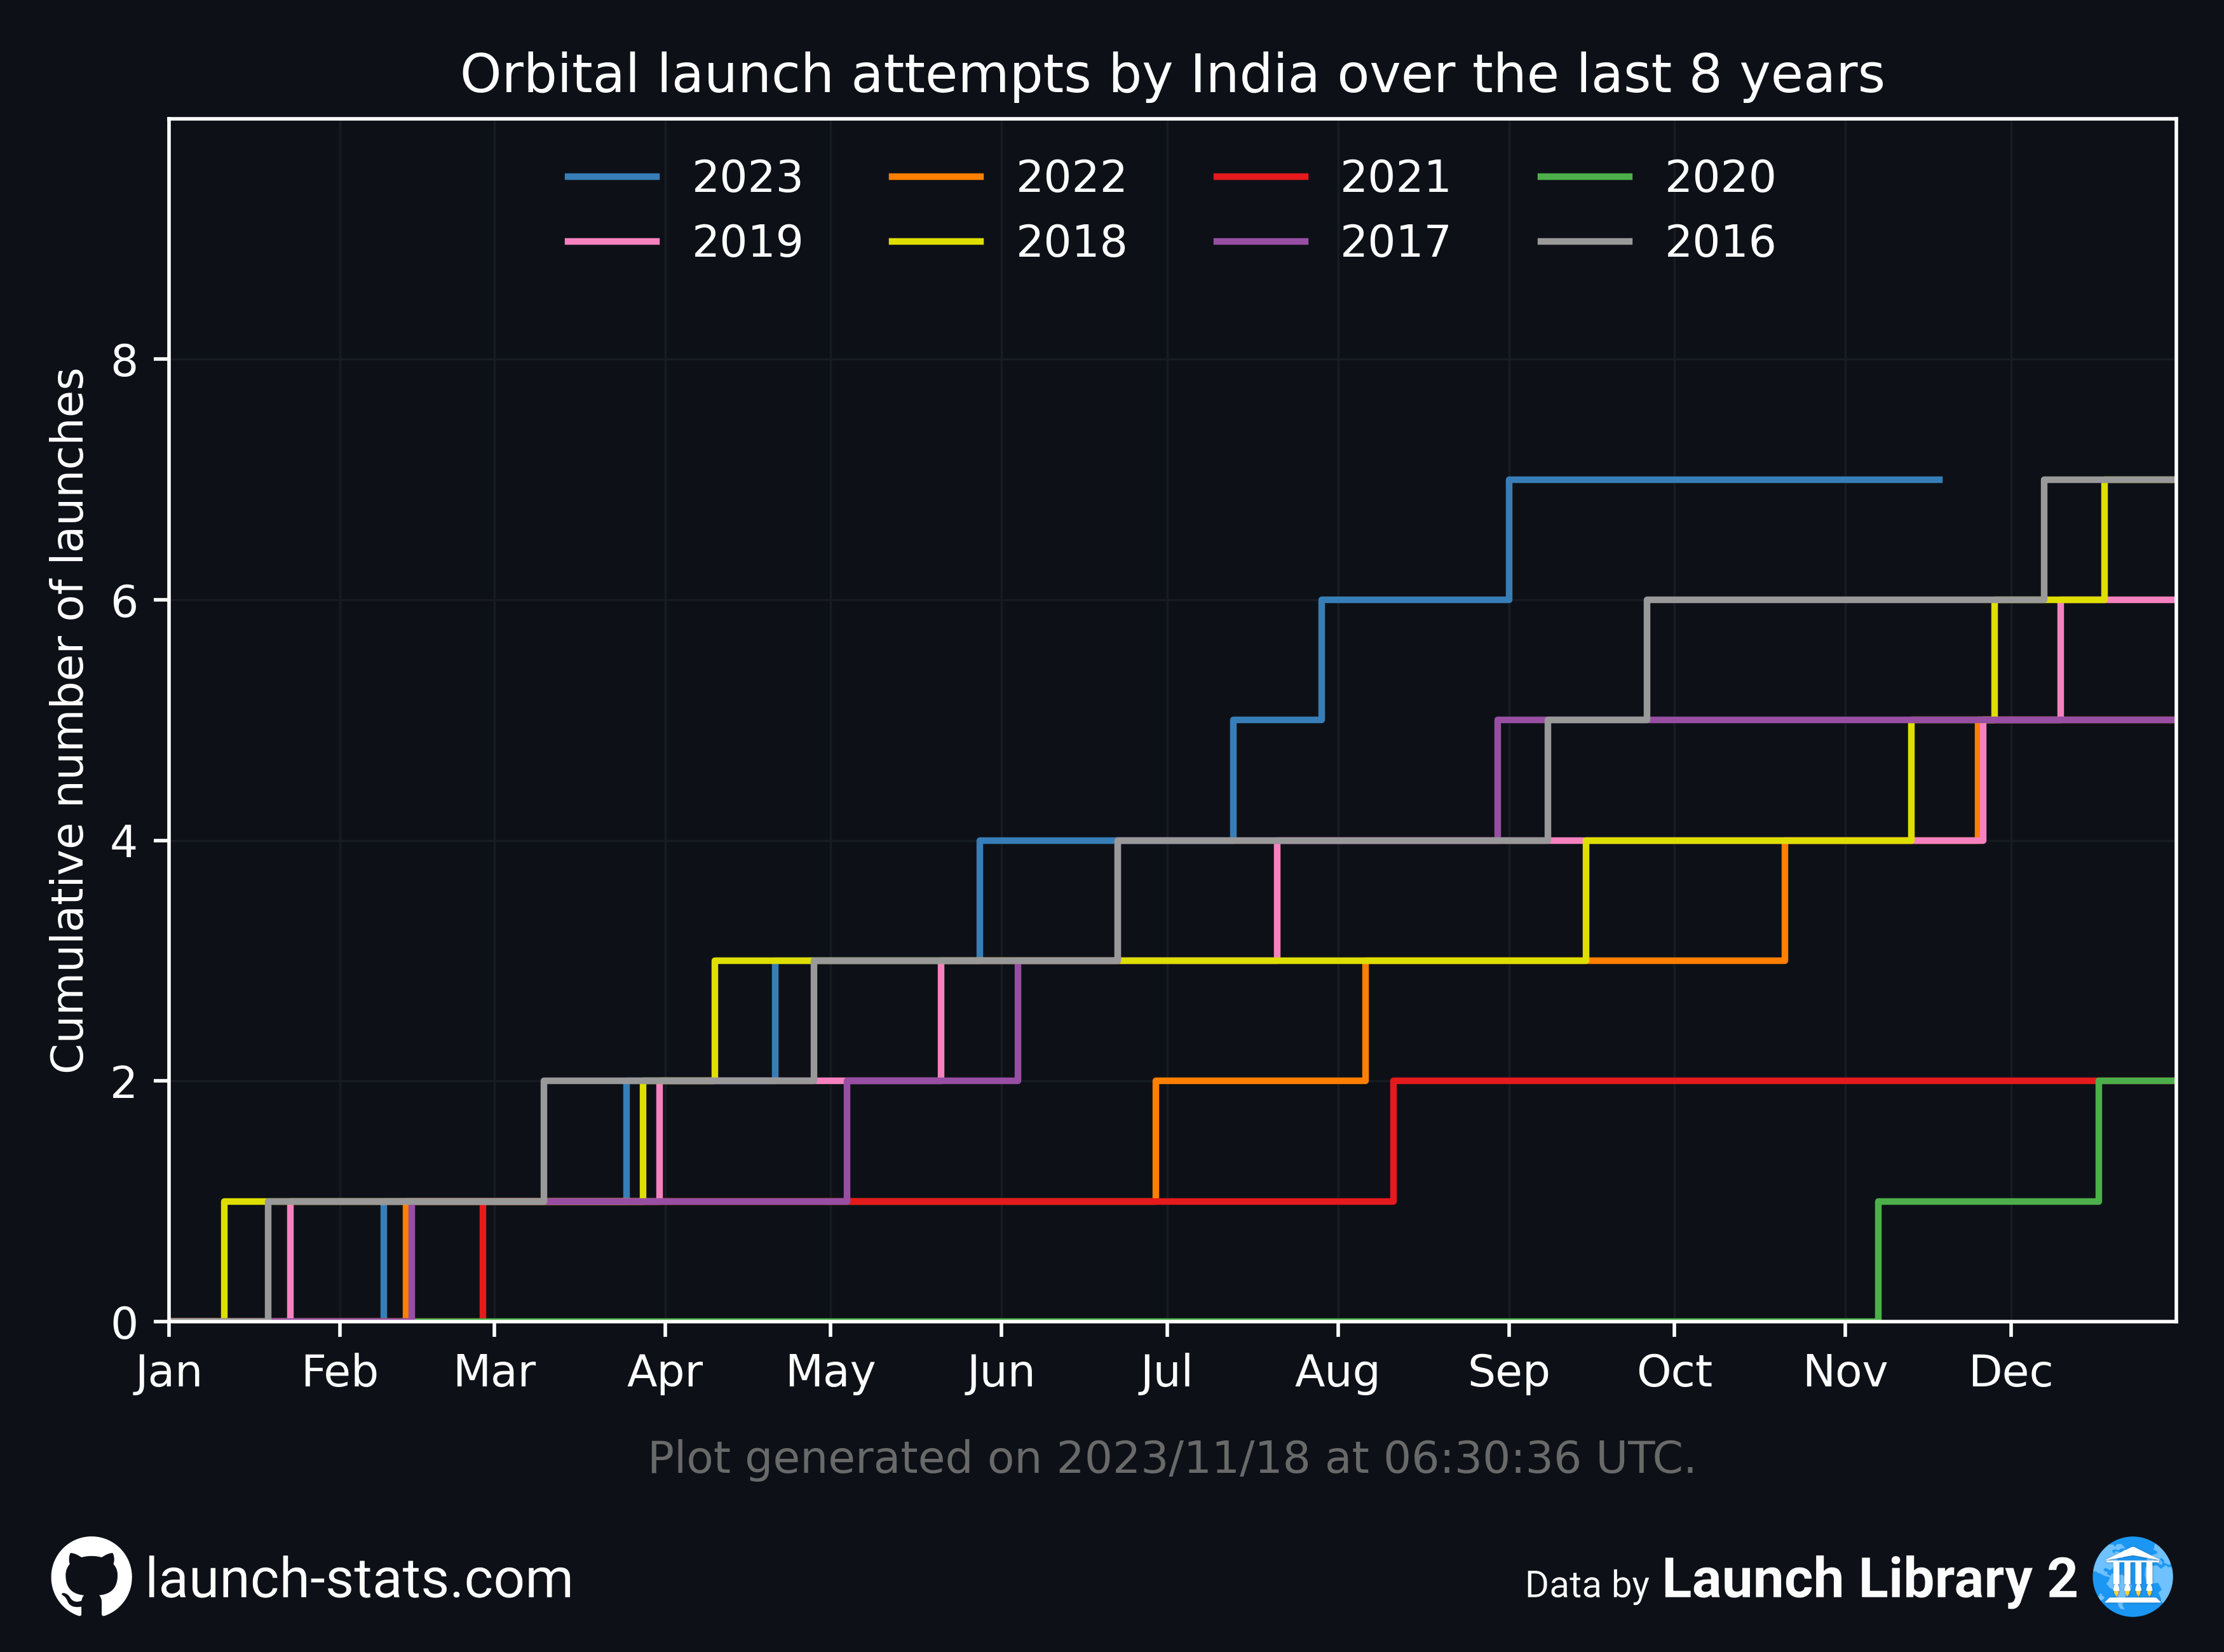 Orbital launch attempts by India over the last 8 years
2023 2022 2021 2020
2019 2018 2017 2016
Cumulative number of launches
8
6
4
2
0
Jan Feb Mar Apr May Jun Jul Aug Sep Oct Nov Dec
Plot generated on 2023/11/18 at 06:30:36 UTC.
launch-stats.com
Data by Launch Library 2